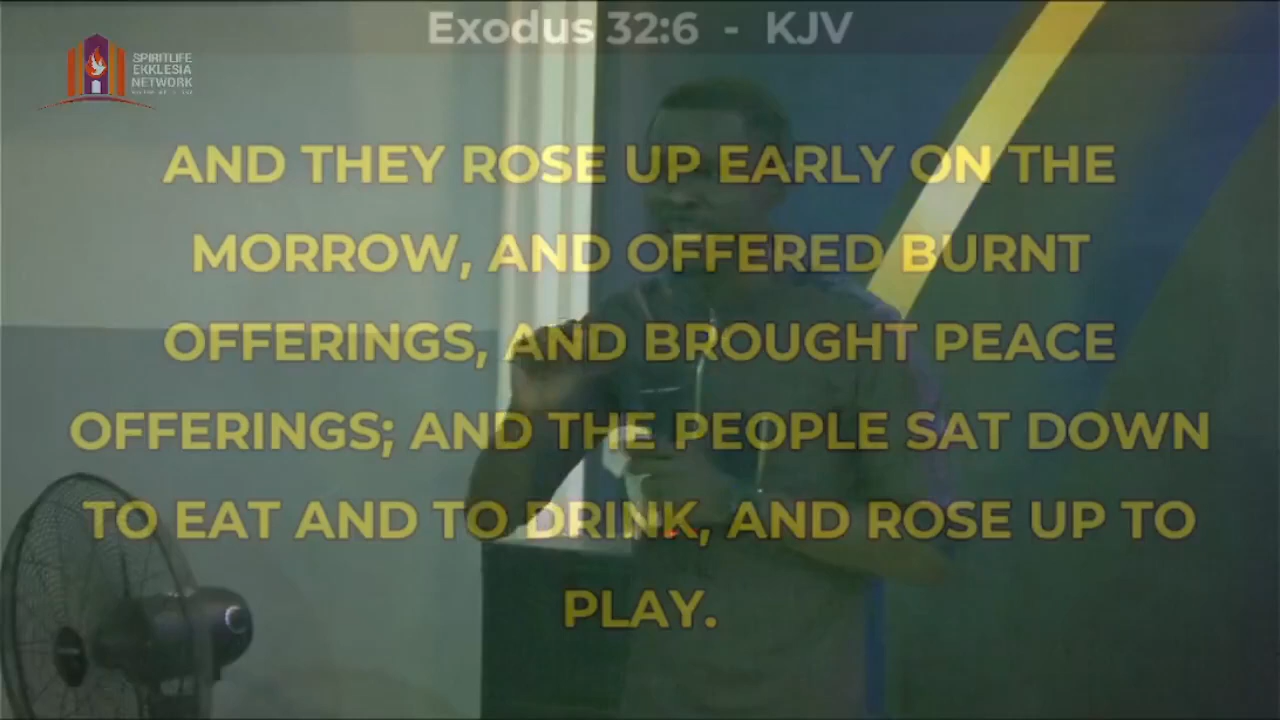 Exodus 32:6 - KJV
SPIRITLIFE
EKKLESIA
NETWORK
AND THEY ROSE UP EARLY ON THE
MORROW, AND OFFERED BURNT
OFFERINGS, AND BROUGHT PEACE
OFFERINGS; AND THE PEOPLE SAT DOWN
TO EAT AND TO DRINK, AND ROSE UP TO
PLAY.